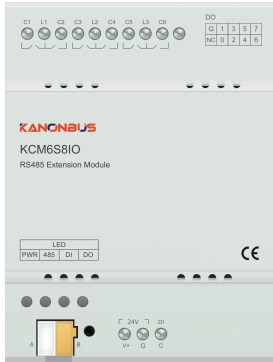 C1 L1 C2 C3 L2 C4 C5 L3 C6
DO
G 1 3 5 7
NC 0 2 4 6
KANONBUS
KCM6S8IO
RS485 Extension Module
LED
PWR 485 DI DO
CE
24V DI
A B V+ G C